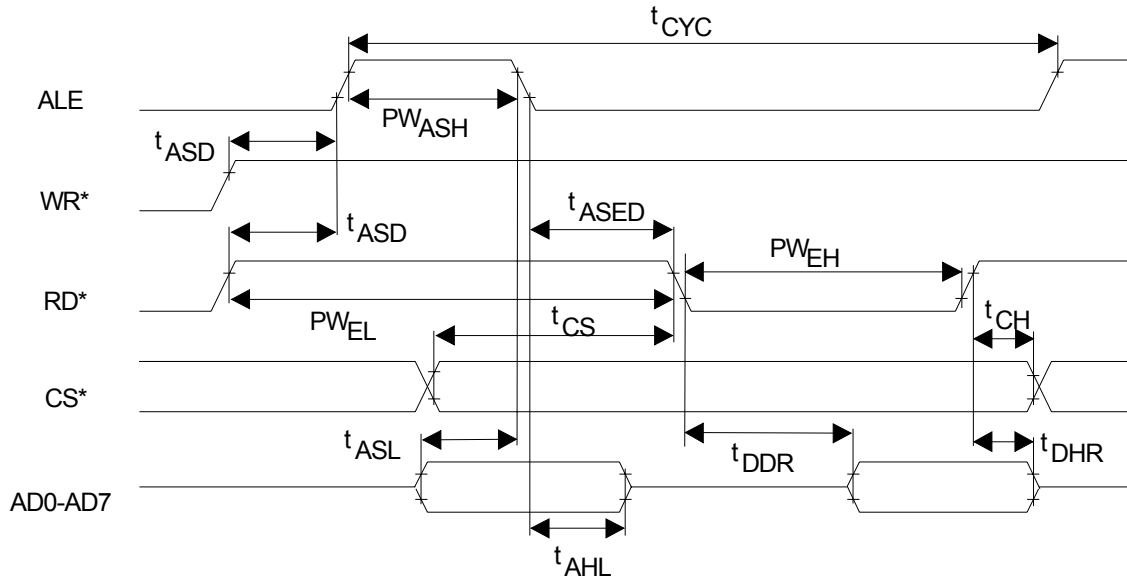 tCYC
ALE
PWASH
tASD
WR*
tASED
tASD
PWEH
RD*
PWEL
tCS
tCH
CS*
tASL
tDDR
tDHR
AD0-AD7
tAHL